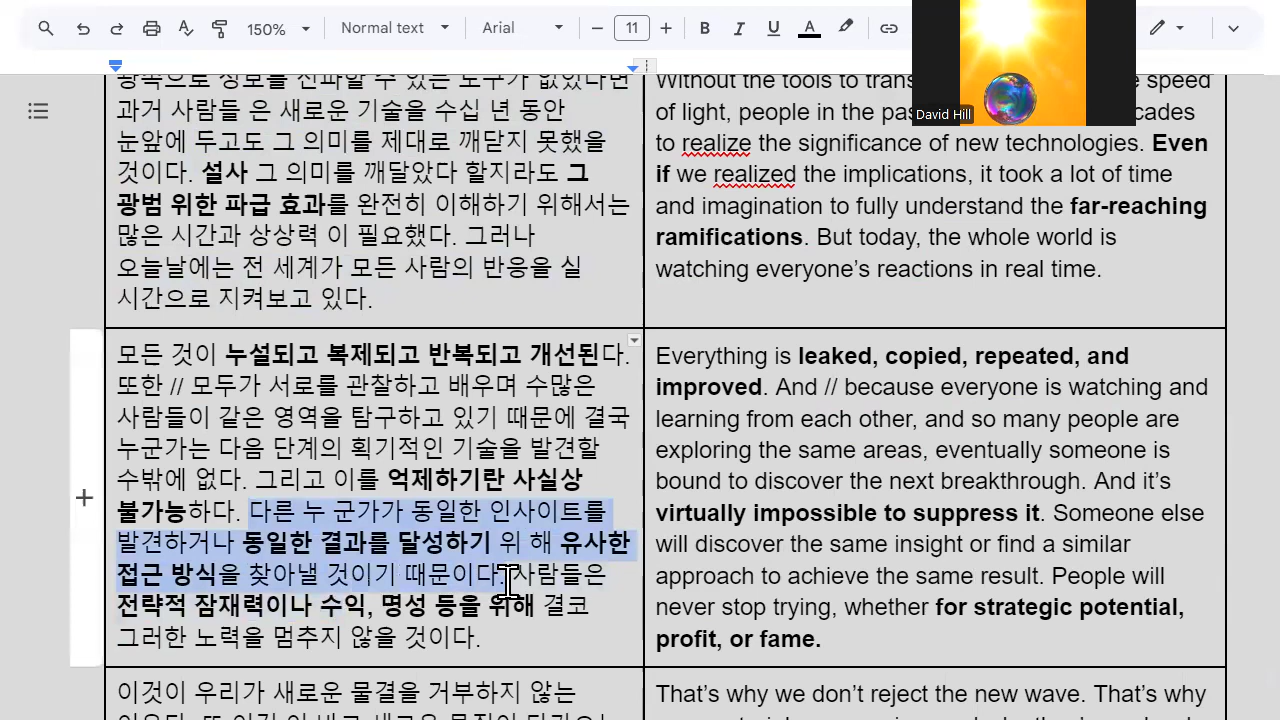 150%
Normal text
Arial
11
B
I
U
A
David Hill
광속으로 정보를 전파할 수 있는 도구가 없었다면
과거 사람들 은 새로운 기술을 수십 년 동안
눈앞에 두고도 그 의미를 제대로 깨닫지 못했을
것이다. 설사 그 의미를 깨달았다 할지라도 그
광범 위한 파급 효과를 완전히 이해하기 위해서는
많은 시간과 상상력 이 필요했다. 그러나
오늘날에는 전 세계가 모든 사람의 반응을 실
시간으로 지켜보고 있다.
Without the tools to speed
of light, people in the
to realize the significance of new technologies. Even
if we realized the implications, it took a lot of time
and imagination to fully understand the far-reaching
ramifications. But today, the whole world is
watching everyone’s reactions in real time.
모든 것이 누설되고 복제되고 반복되고 개선된다.
또한 // 모두가 서로를 관찰하고 배우며 수많은
사람들이 같은 영역을 탐구하고 있기 때문에 결국
누군가는 다음 단계의 획기적인 기술을 발견할
수밖에 없다. 그리고 이를 억제하기란 사실상
불가능하다. 다른 누 군가가 동일한 인사이트를
발견하거나 동일한 결과를 달성하기 위 해 유사한
접근 방식을 찾아낼 것이기 때문이다. 사람들은
전략적 잠재력이나 수익, 명성 등을 위해 결코
그러한 노력을 멈추지 않을 것이다.
Everything is leaked, copied, repeated, and
improved. And // because everyone is watching and
learning from each other, and so many people are
exploring the same areas, eventually someone is
bound to discover the next breakthrough. And it’s
virtually impossible to suppress it. Someone else
will discover the same insight or find a similar
approach to achieve the same result. People will
never stop trying, whether for strategic potential,
profit, or fame.
이것이 우리가 새로운 물결을 거부하지 않는
That’s why we don’t reject the new wave. That’s why